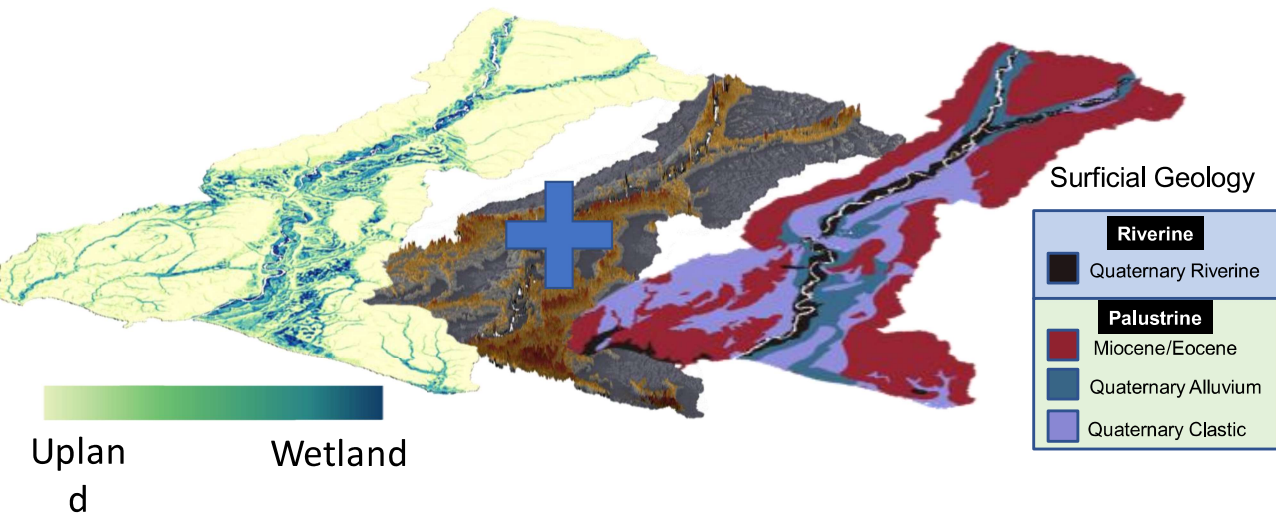 Surficial Geology
Riverine
Quaternary Riverine
Palustrine
Miocene/Eocene
Quaternary Alluvium
Quaternary Clastic
Uplan
d
Wetland